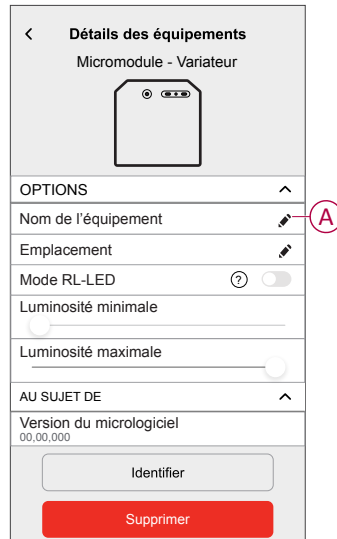 Détails des équipements
Micromodule - Variateur
OPTIONS
Nom de l'équipement
A
Emplacement
Mode RL-LED
?
Luminosité minimale
Luminosité maximale
AU SUJET DE
Version du micrologiciel
00,00,000
Identifier
Supprimer